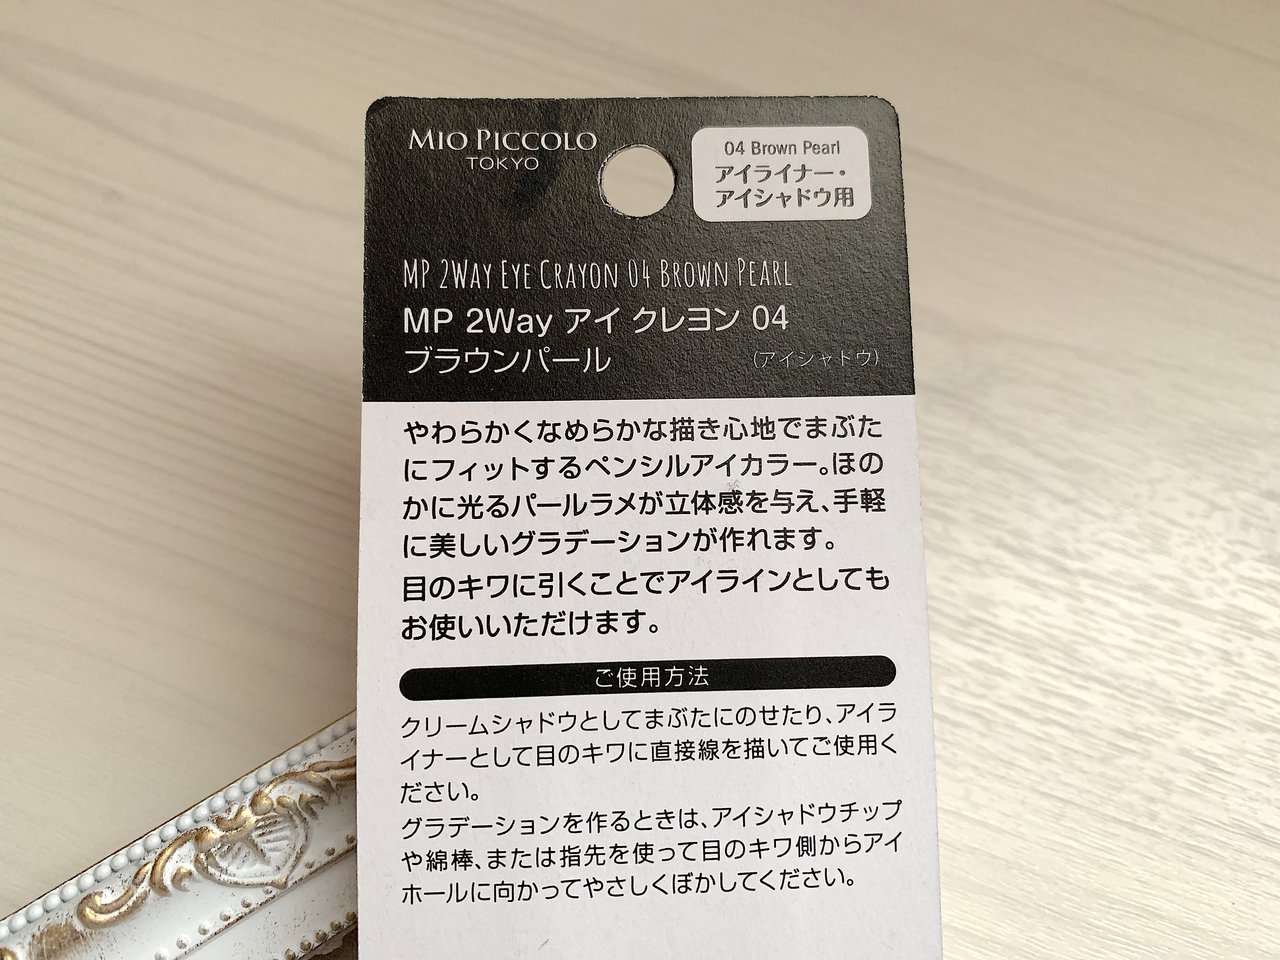 MIO PICCOLO
TOKYO
04 Brown Pearl
アイライナー・
アイシャドウ用
MP 2WAY EYE CRAYON 04 BROWN PEARL
MP 2Way アイ クレヨン 04
ブラウンパール
(アイシャドウ)
やわらかくなめらかな描き心地でまぶた
にフィットするペンシルアイカラー。ほの
かに光るパールラメが立体感を与え、手軽
に美しいグラデーションが作れます。
目のキワに引くことでアイラインとしても
お使いいただけます。
ご使用方法
クリームシャドウとしてまぶたにのせたり、アイラ
イナーとして目のキワに直接線を描いてご使用く
ださい。
グラデーションを作るときは、アイシャドウチップ
や綿棒、または指先を使って目のキワ側からアイ
ホールに向かってやさしくぼかしてください。